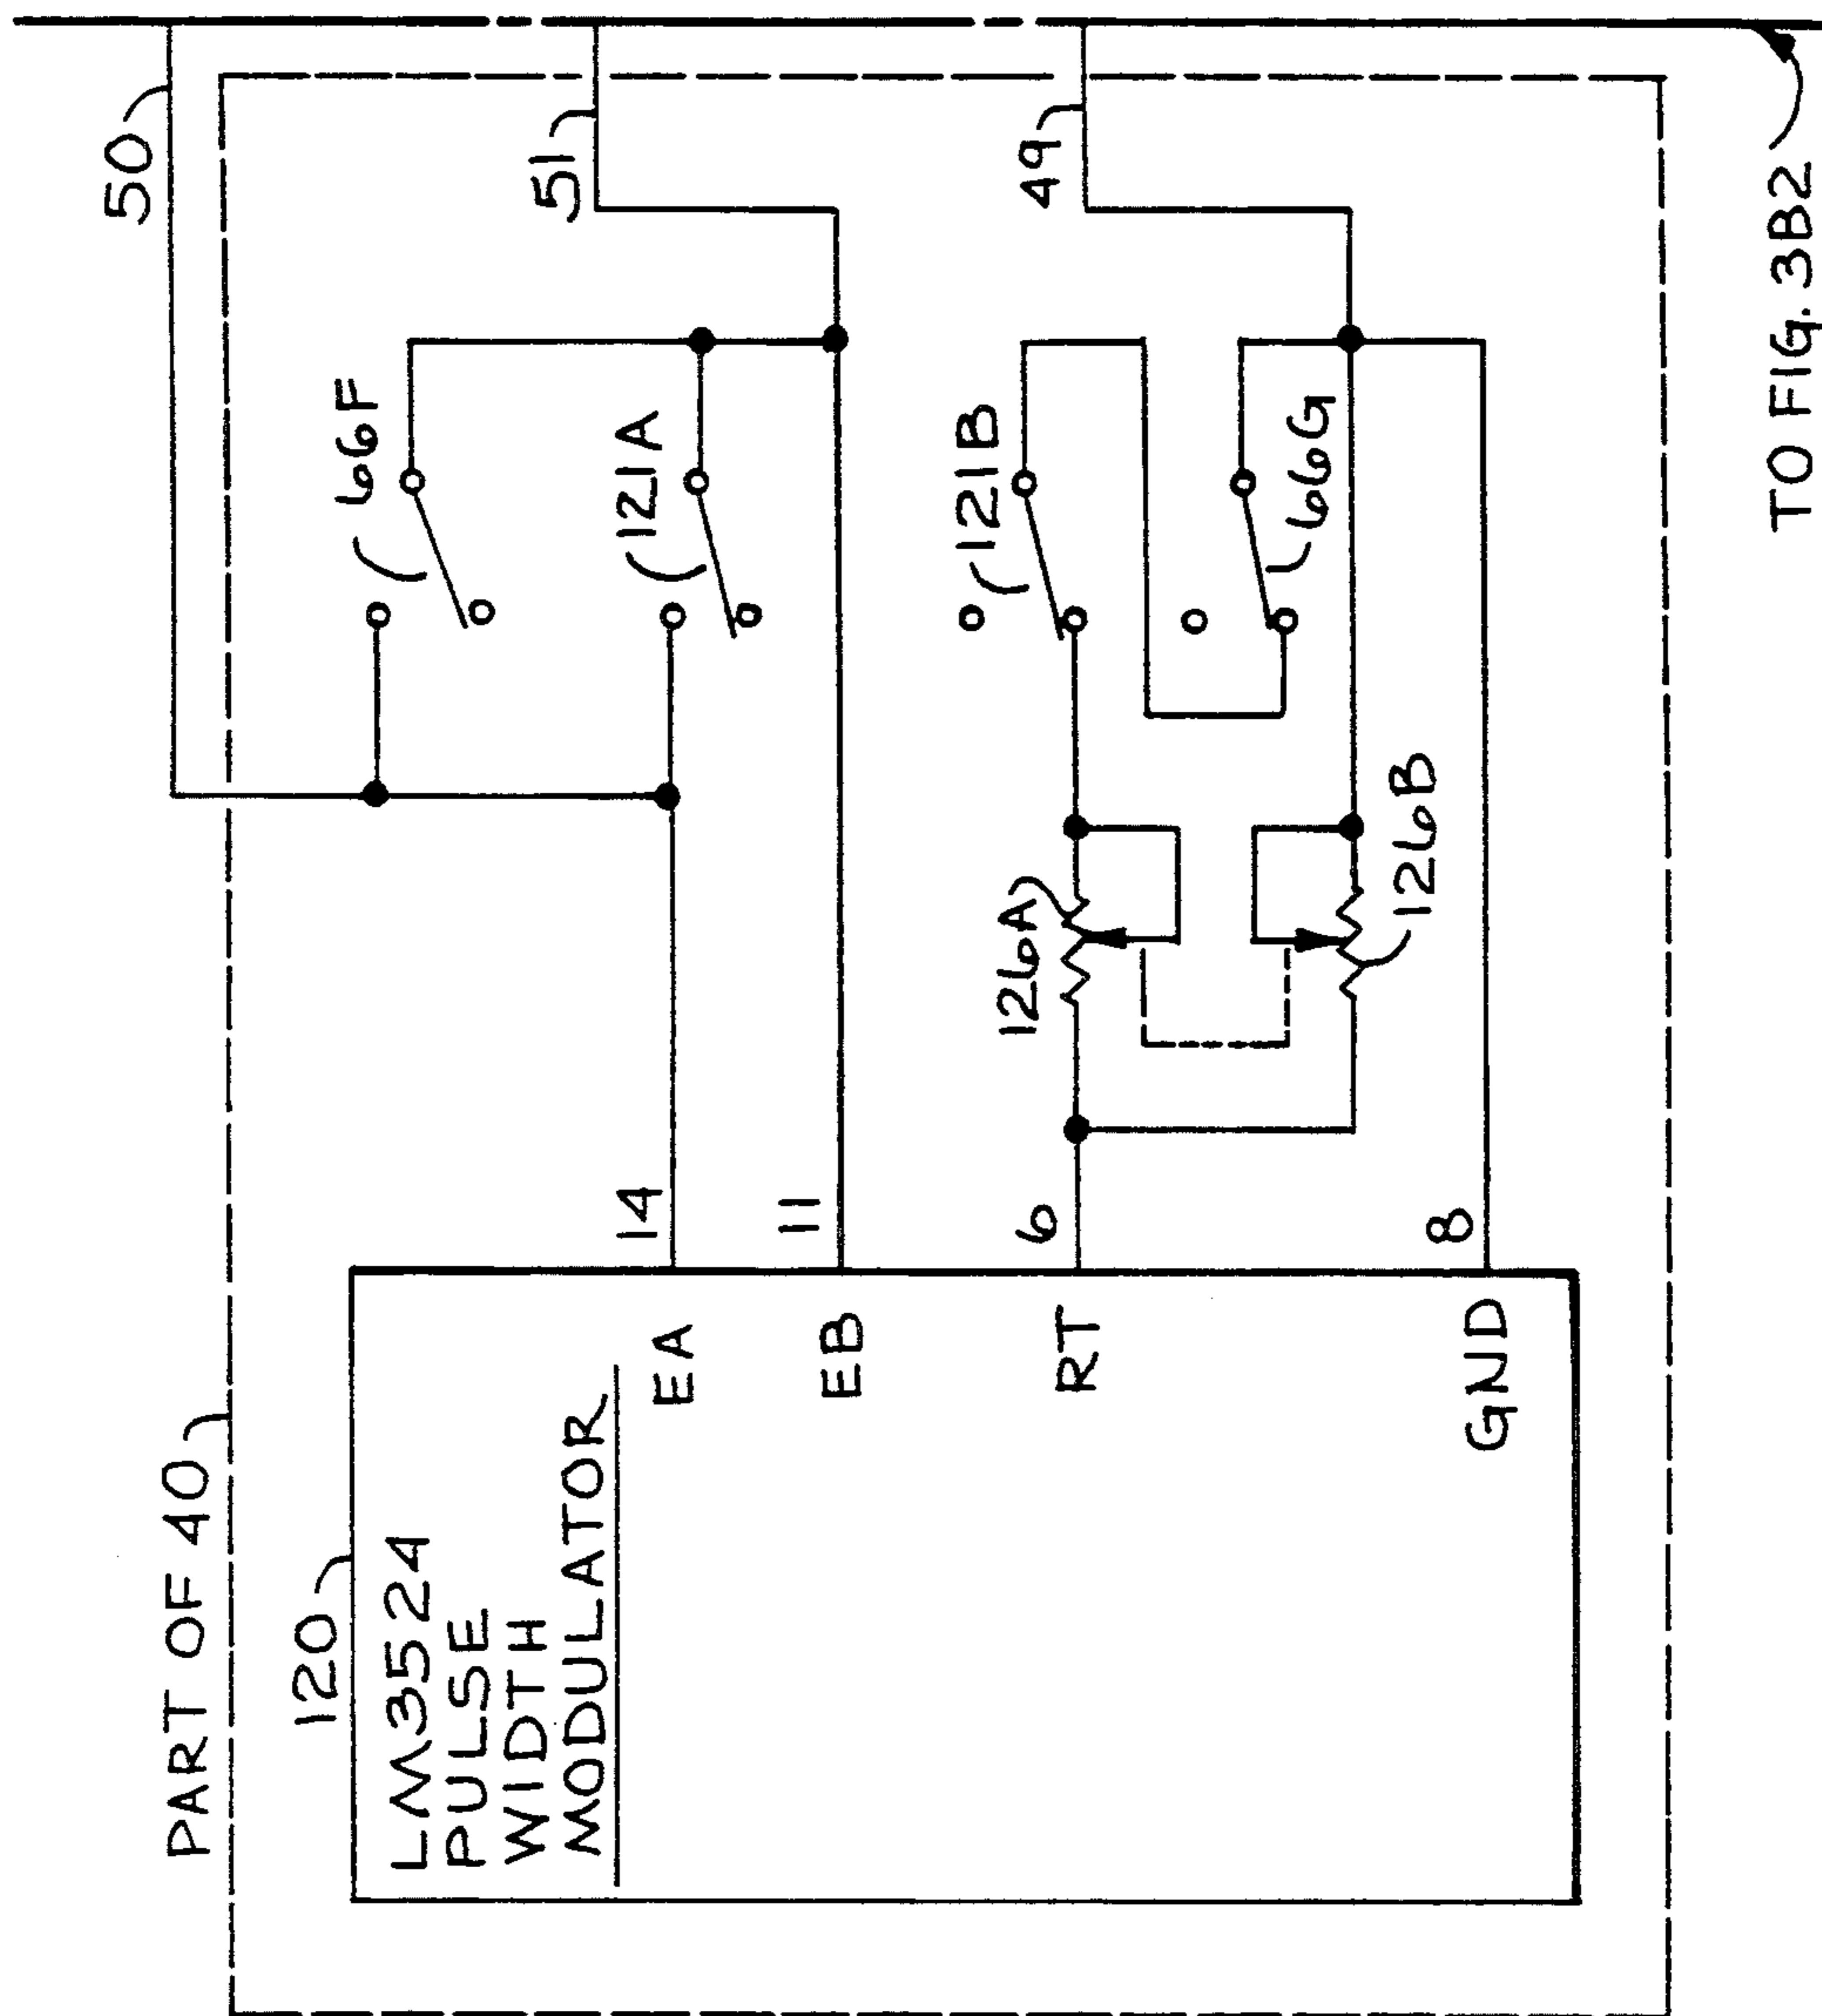 PART OF 40
120
LM3524
PULSE
WIDTH
MODULATOR
EA
14
EB
11
RT
6
GND
8
50
66F
121A
51
126A
121B
49
66G
126B
TO FIG. 3B2